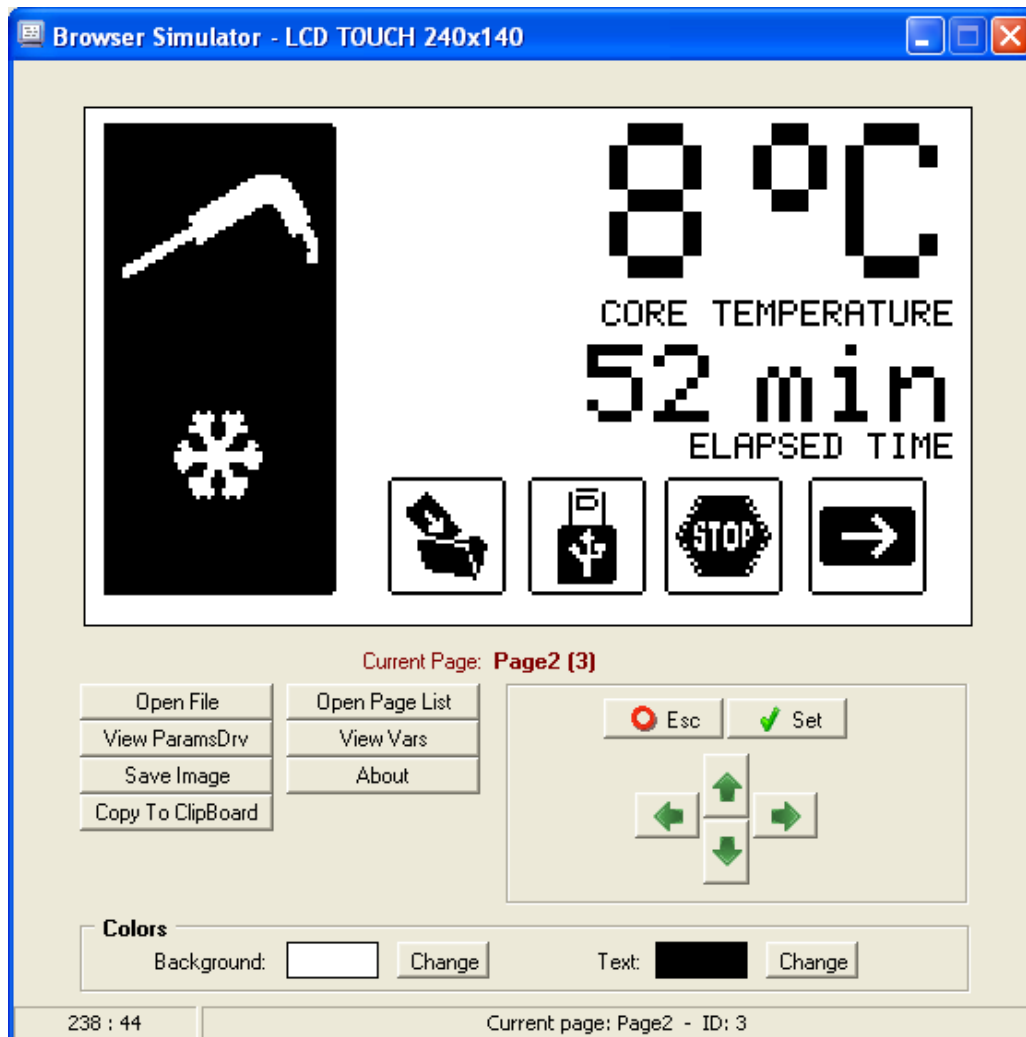 Browser Simulator - LCD TOUCH 240x140
8°C
CORE TEMPERATURE
52 min
ELAPSED TIME
STOP
Current Page: Page2 (3)
Open File
Open Page List
Esc
Set
View ParamsDrv
View Vars
Save Image
About
Copy To ClipBoard
Colors
Background:
Change
Text:
Change
238 : 44
Current page: Page2 - ID: 3